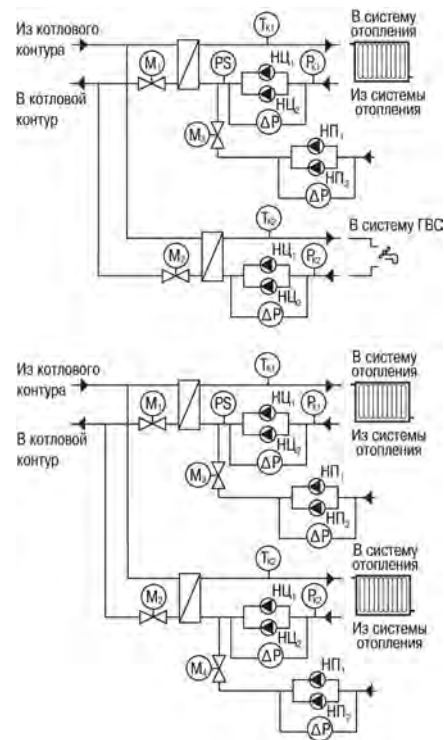 Из котлового
контура
В котловой
контур
M₁
Tк1
PS
НЦ₁
НЦ₂
Pк1
ΔP
В систему
отопления
Из системы
отопления
M₃
НП₁
НП₂
ΔP
Tк2
В систему ГВС
M₂
НЦ₁
НЦ₂
Pк2
ΔP
Из котлового
контура
В котловой
контур
M₁
Tк1
PS
НЦ₁
НЦ₂
Pк1
ΔP
В систему
отопления
Из системы
отопления
M₃
НП₁
НП₂
ΔP
Tк2
В систему
отопления
M₂
НЦ₁
НЦ₂
Pк2
ΔP
Из системы
отопления
M₄
НП₁
НП₂
ΔP